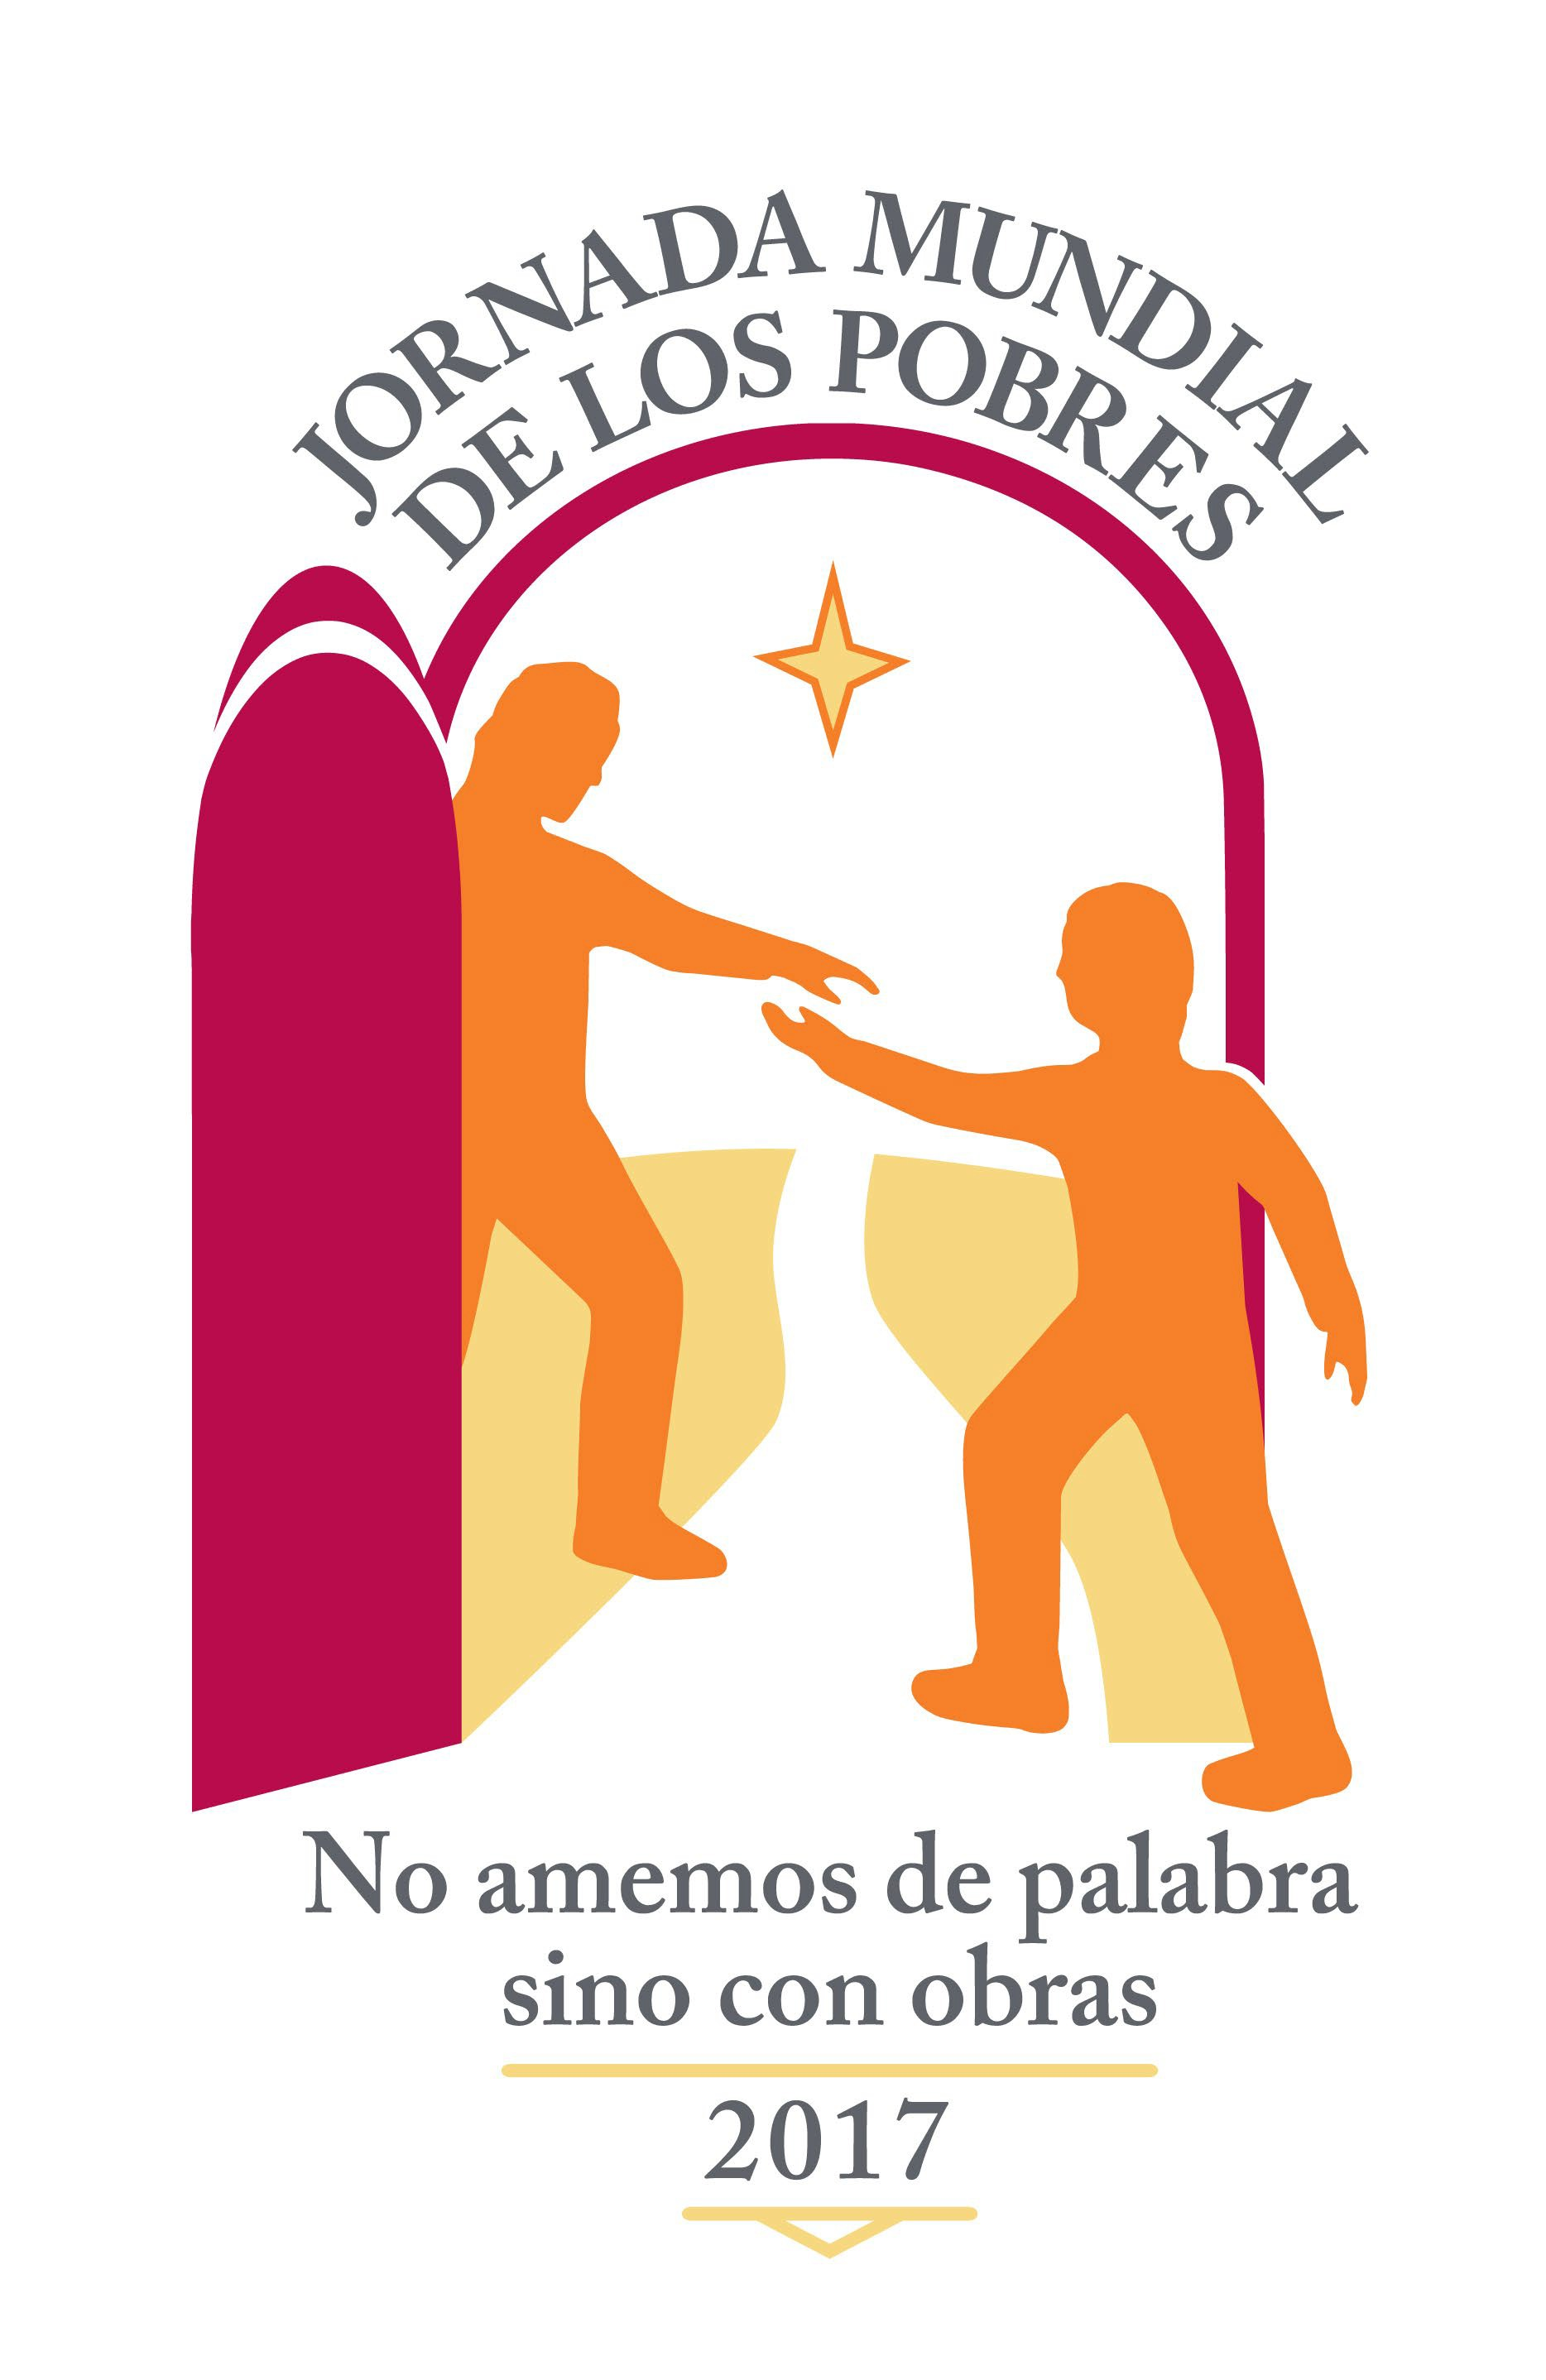 JORNADA MUNDIAL
DE LOS POBRES
No amemos de palabra
sino con obras
2017